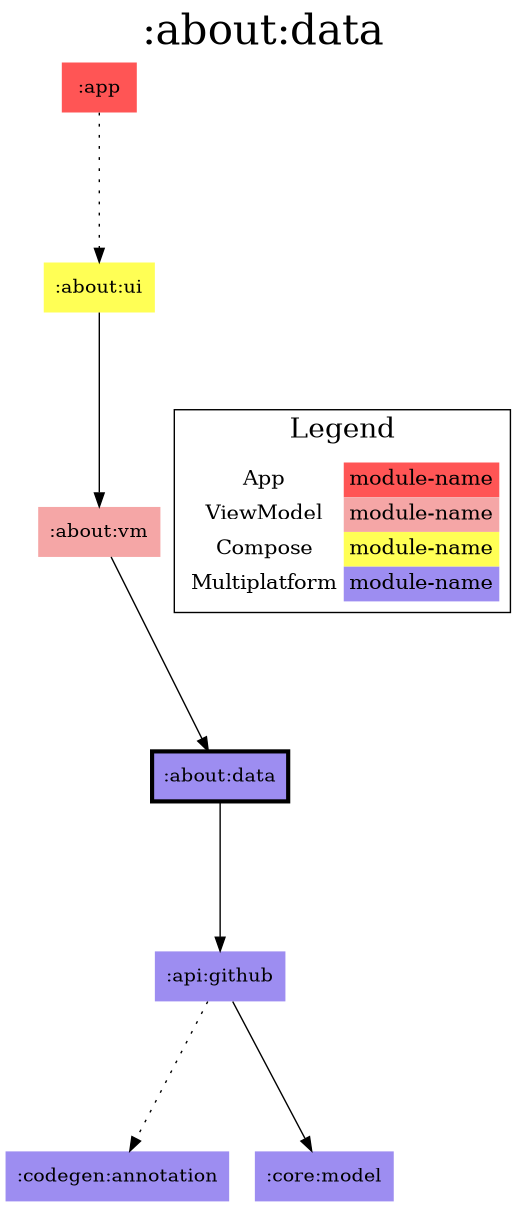 :about:data
:app
:about:ui
Legend
App module-name
:about:vm
ViewModel module-name
Compose module-name
Multiplatform module-name
:about:data
:api:github
:codegen:annotation
:core:model